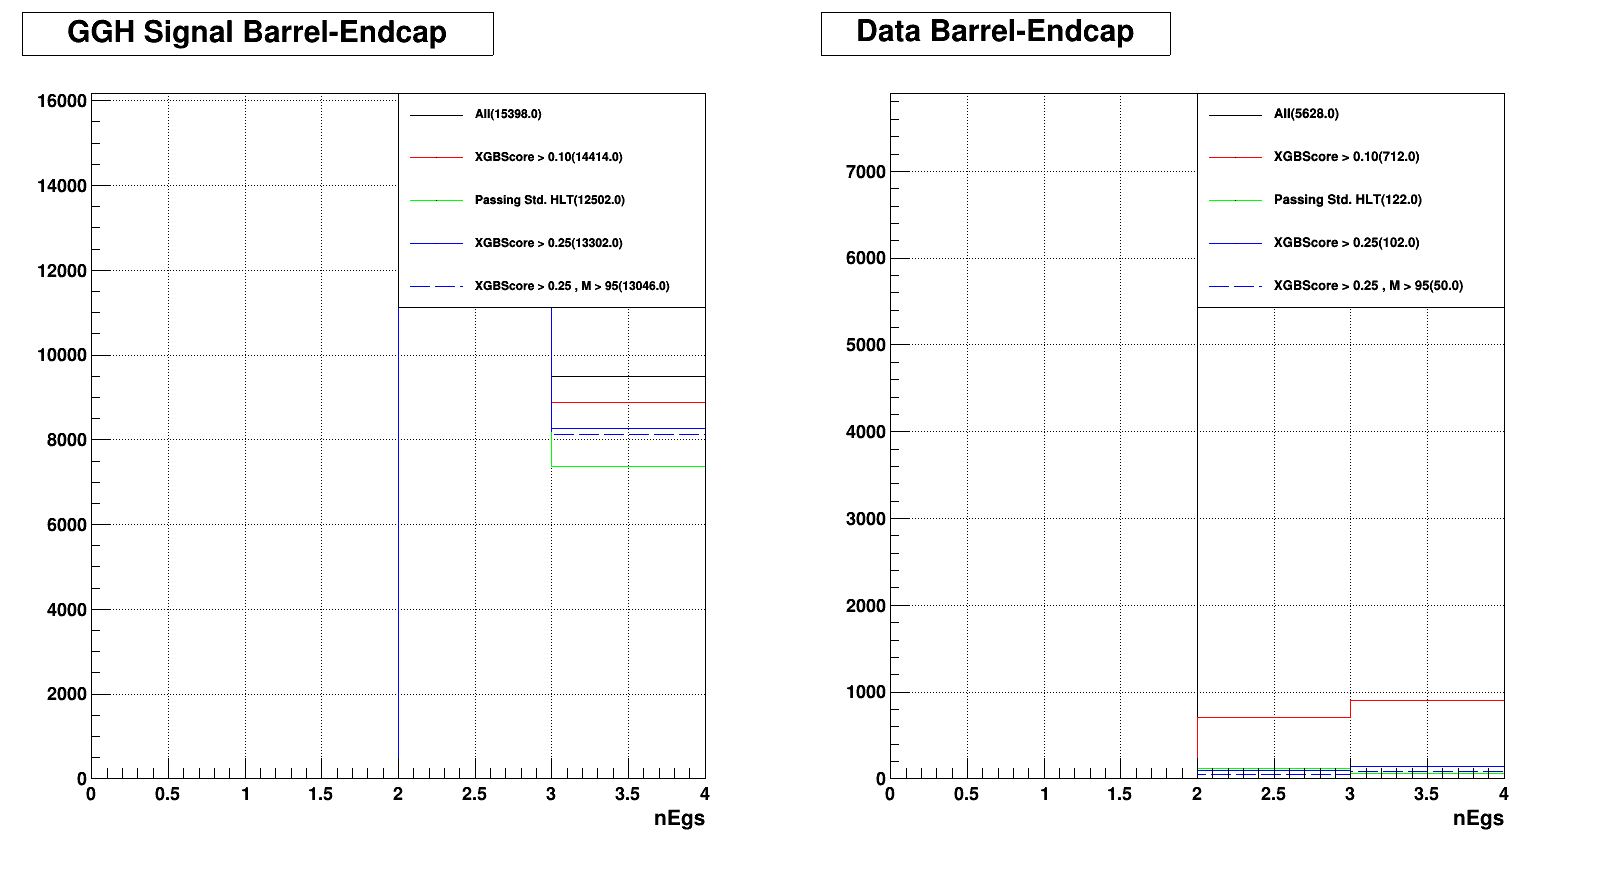 GGH Signal Barrel-Endcap
16000
14000
12000
10000
8000
6000
4000
2000
0
All(15398.0)
XGBScore > 0.10(14414.0)
Passing Std. HLT(12502.0)
XGBScore > 0.25(13302.0)
XGBScore > 0.25 , M > 95(13046.0)
0 0.5 1 1.5 2 2.5 3 3.5 4
nEgs
Data Barrel-Endcap
7000
6000
5000
4000
3000
2000
1000
0
All(5628.0)
XGBScore > 0.10(712.0)
Passing Std. HLT(122.0)
XGBScore > 0.25(102.0)
XGBScore > 0.25 , M > 95(50.0)
0 0.5 1 1.5 2 2.5 3 3.5 4
nEgs